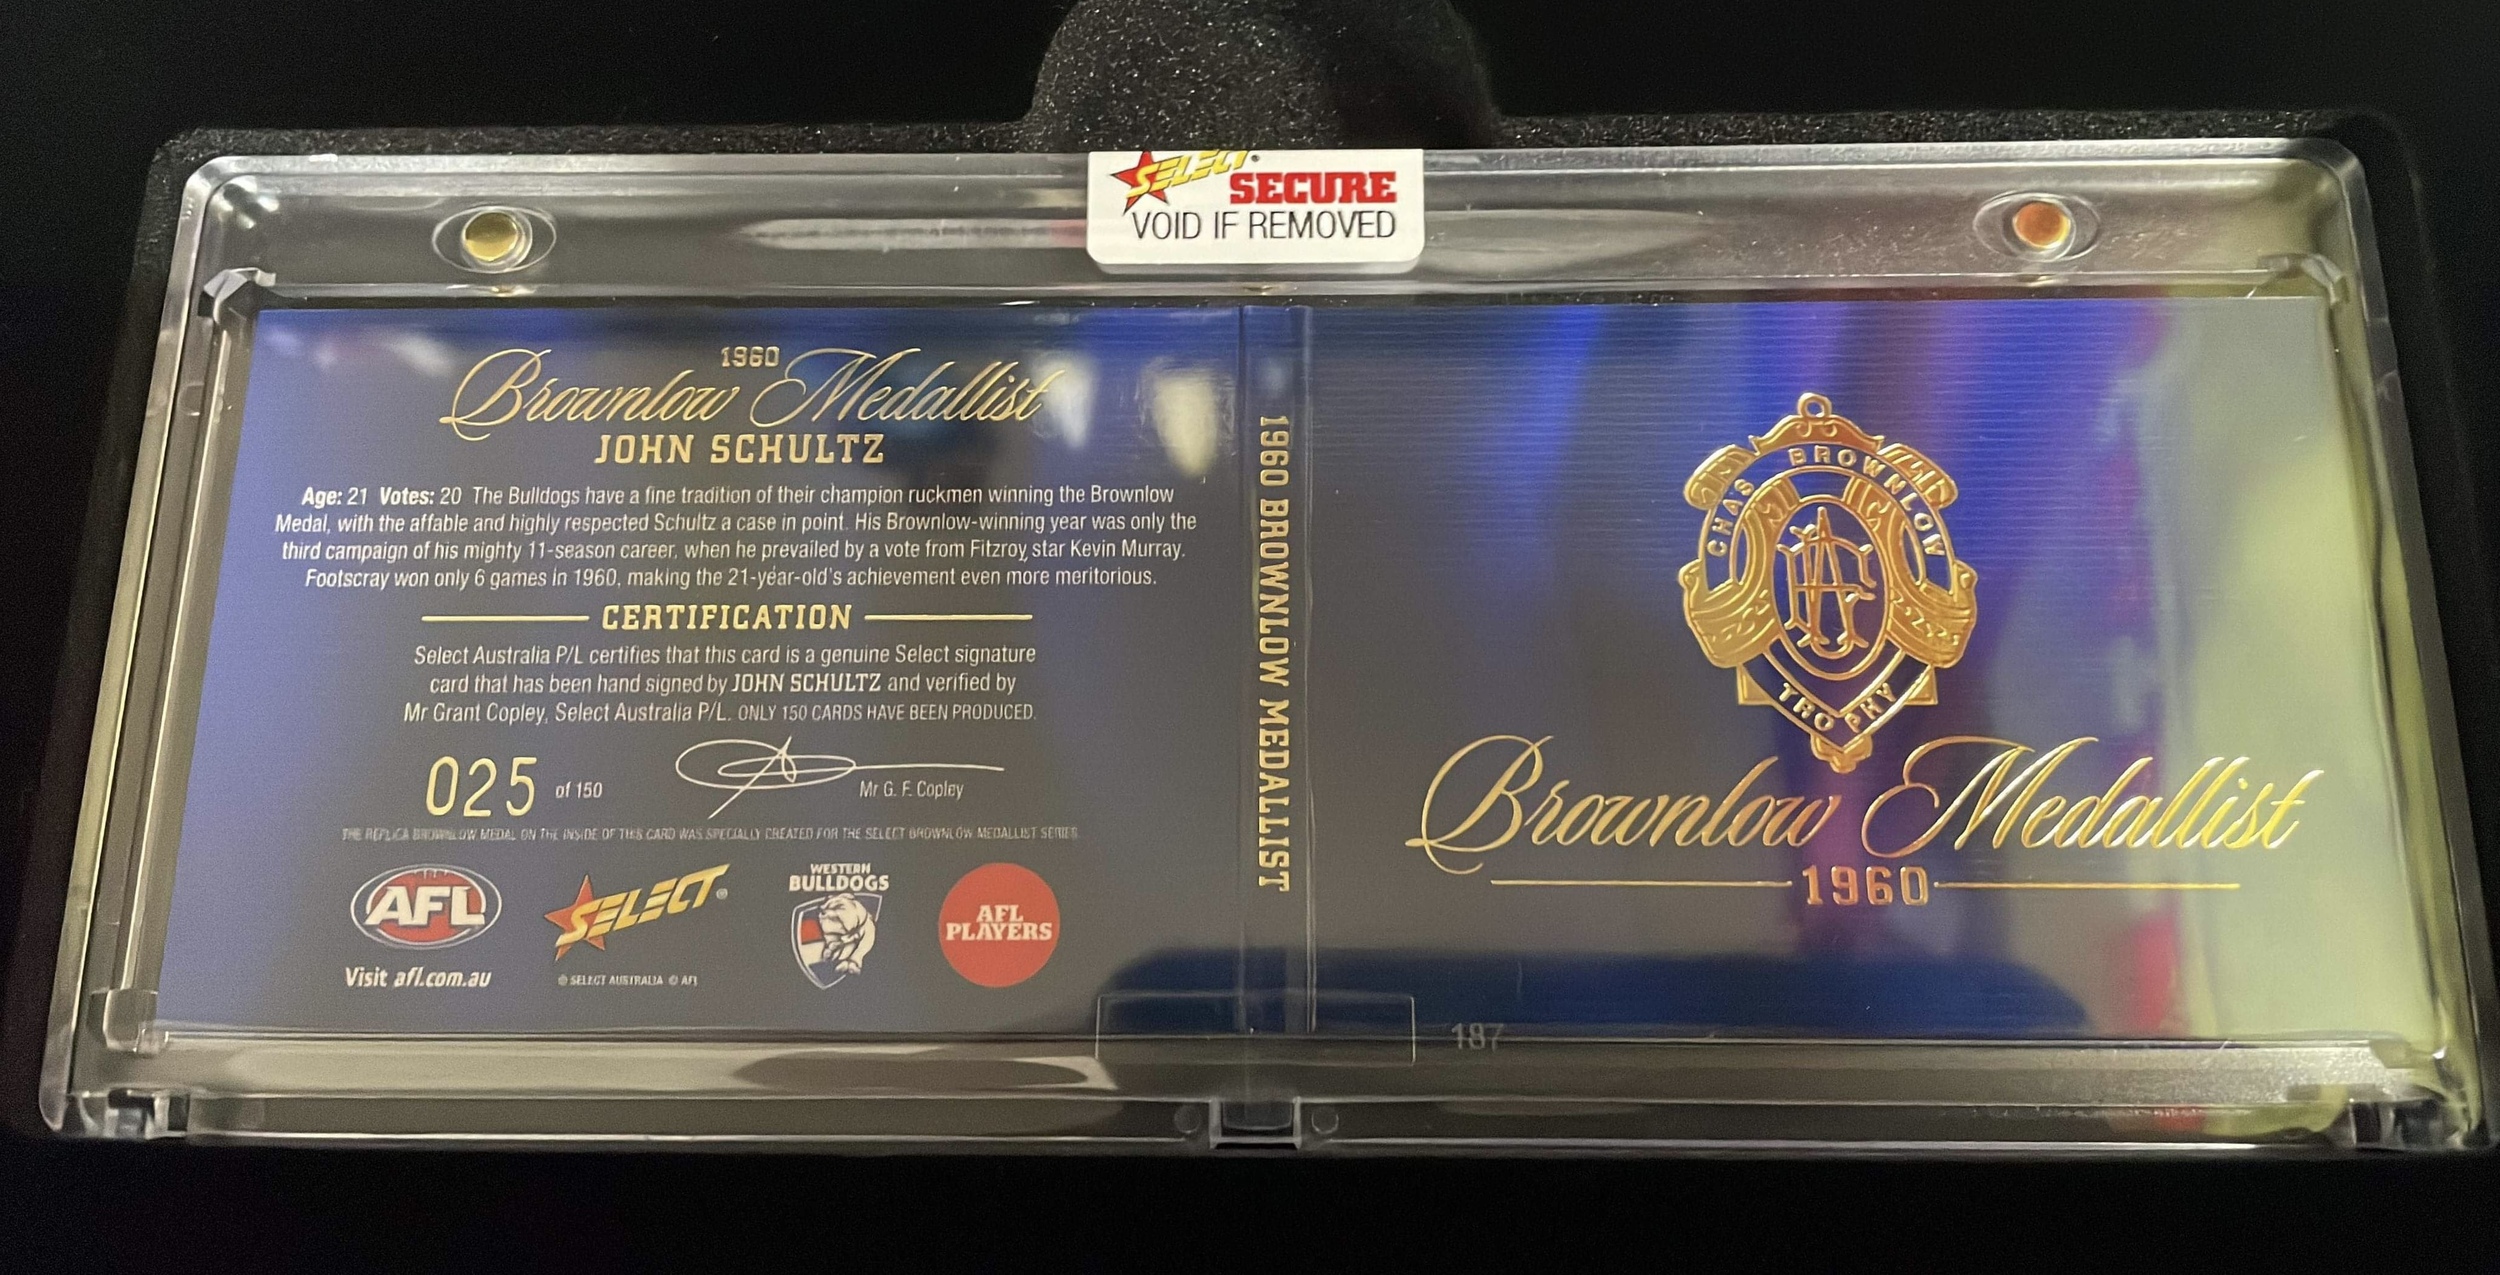 SELECT
SECURE
VOID IF REMOVED
1960
Brownlow Medallist
JOHN SCHULTZ
Age: 21 Votes: 20 The Bulldogs have a fine tradition of their champion ruckmen winning the Brownlow
Medal, with the affable and highly respected Schultz a case in point. His Brownlow-winning year was only the
third campaign of his mighty 11-season career, when he prevailed by a vote from Fitzroy star Kevin Murray.
Footscray won only 6 games in 1960, making the 21-year-old's achievement even more meritorious.
CERTIFICATION
Select Australia P/L certifies that this card is a genuine Select signature
card that has been hand signed by JOHN SCHULTZ and verified by
Mr Grant Copley, Select Australia P/L. ONLY 150 CARDS HAVE BEEN PRODUCED.
025 of 150
Mr G. F. Copley
THE REPLICA BROWNLOW MEDAL ON THE INSIDE OF THIS CARD WAS SPECIALLY CREATED FOR THE SELECT BROWNLOW MEDALLIST SERIES
AFL
Visit afl.com.au
SELECT
© SELECT AUSTRALIA © AFL
WESTERN
BULLDOGS
AFL
PLAYERS
1960 BROWNLOW MEDALLIST
CHAS BROWNLOW
TROPHY
Brownlow Medallist
1960
187